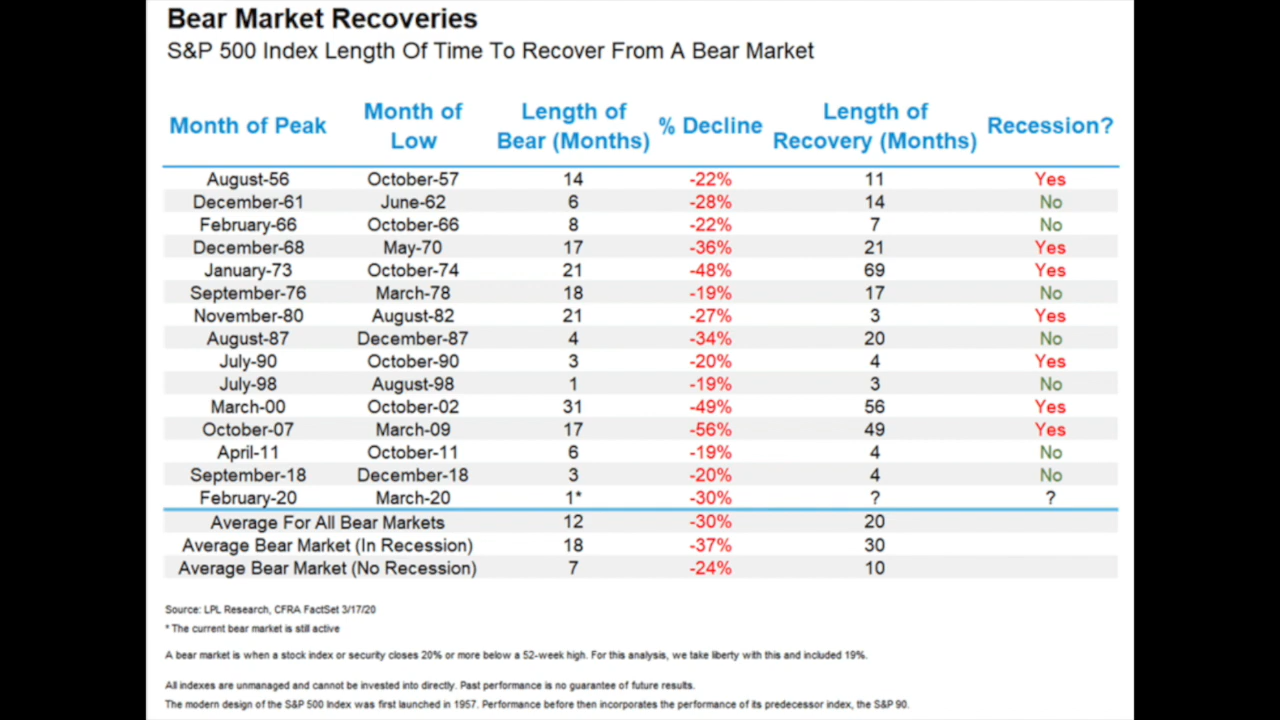 Bear Market Recoveries
S&P 500 Index Length Of Time To Recover From A Bear Market
Month of Peak Month of Low Length of Bear (Months) % Decline Length of Recovery (Months) Recession?
August-56 October-57 14 -22% 11 Yes
December-61 June-62 6 -28% 14 No
February-66 October-66 8 -22% 7 No
December-68 May-70 17 -36% 21 Yes
January-73 October-74 21 -48% 69 Yes
September-76 March-78 18 -19% 17 No
November-80 August-82 21 -27% 3 Yes
August-87 December-87 4 -34% 20 No
July-90 October-90 3 -20% 4 Yes
July-98 August-98 1 -19% 3 No
March-00 October-02 31 -49% 56 Yes
October-07 March-09 17 -56% 49 Yes
April-11 October-11 6 -19% 4 No
September-18 December-18 3 -20% 4 No
February-20 March-20 1* -30% ? ?
Average For All Bear Markets 12 -30% 20
Average Bear Market (In Recession) 18 -37% 30
Average Bear Market (No Recession) 7 -24% 10
Source: LPL Research, CFRA FactSet 3/17/20
* The current bear market is still active
A bear market is when a stock index or security closes 20% or more below a 52-week high. For this analysis, we take liberty with this and included 19%.
All indexes are unmanaged and cannot be invested into directly. Past performance is no guarantee of future results.
The modern design of the S&P 500 Index was first launched in 1957. Performance before then incorporates the performance of its predecessor index, the S&P 90.